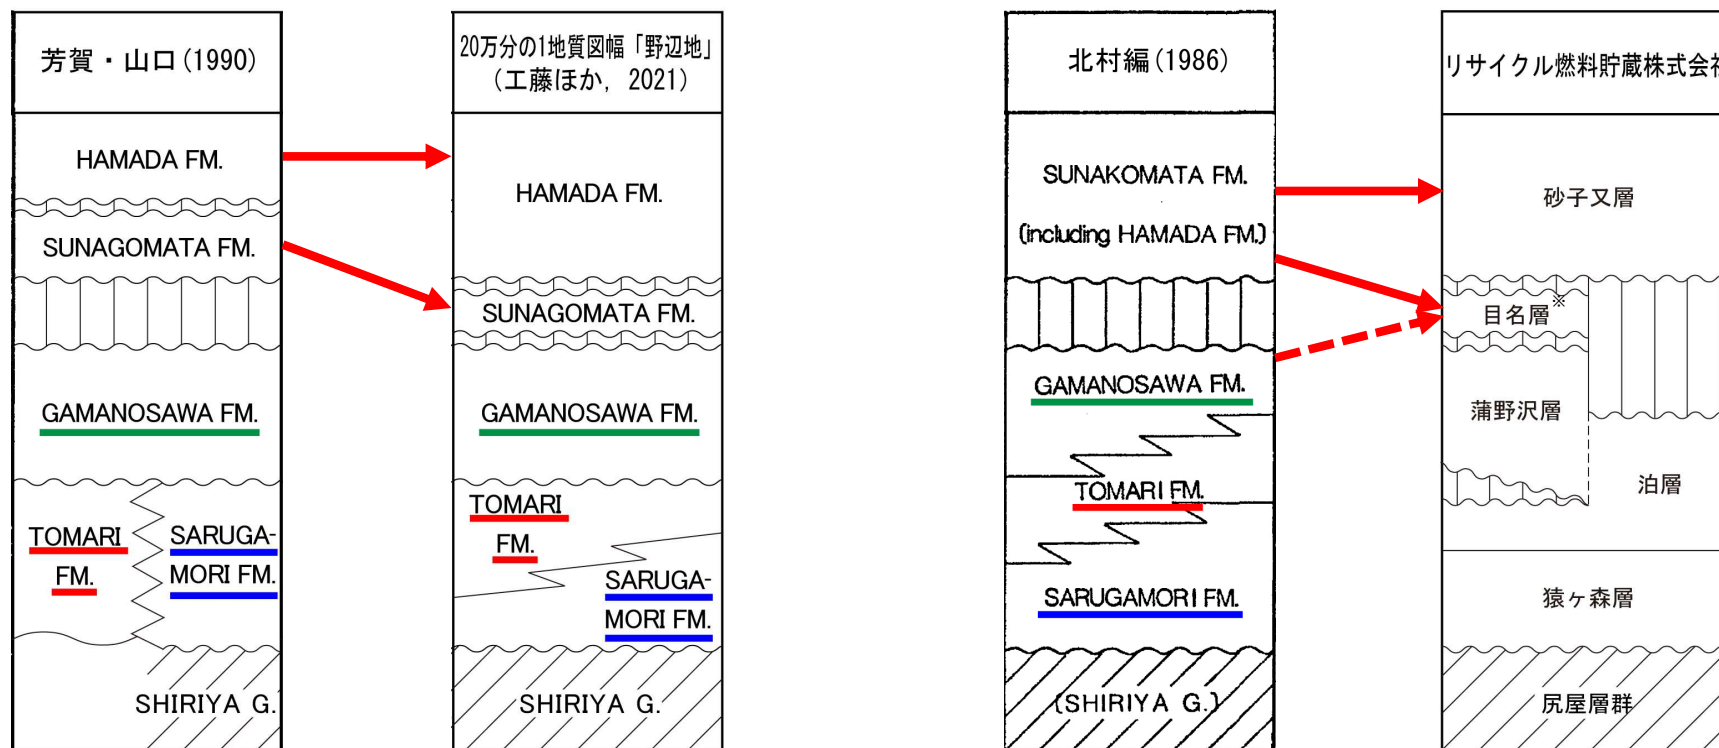 芳賀・山口(1990)
HAMADA FM.
SUNAGOMATA FM.
GAMANOSAWA FM.
TOMARI
FM.
SARUGA-
MORI FM.
SHIRIYA G.
20万分の1地質図幅「野辺地」
(工藤ほか, 2021)
HAMADA FM.
SUNAGOMATA FM.
GAMANOSAWA FM.
TOMARI
FM.
SARUGA-
MORI FM.
SHIRIYA G.
北村編(1986)
SUNAKOMATA FM.
(including HAMADA FM.)
GAMANOSAWA FM.
TOMARI FM.
SARUGAMORI FM.
(SHIRIYA G.)
リサイクル燃料貯蔵株式会社
砂子又層
目名層※
蒲野沢層
泊層
猿ヶ森層
尻屋層群